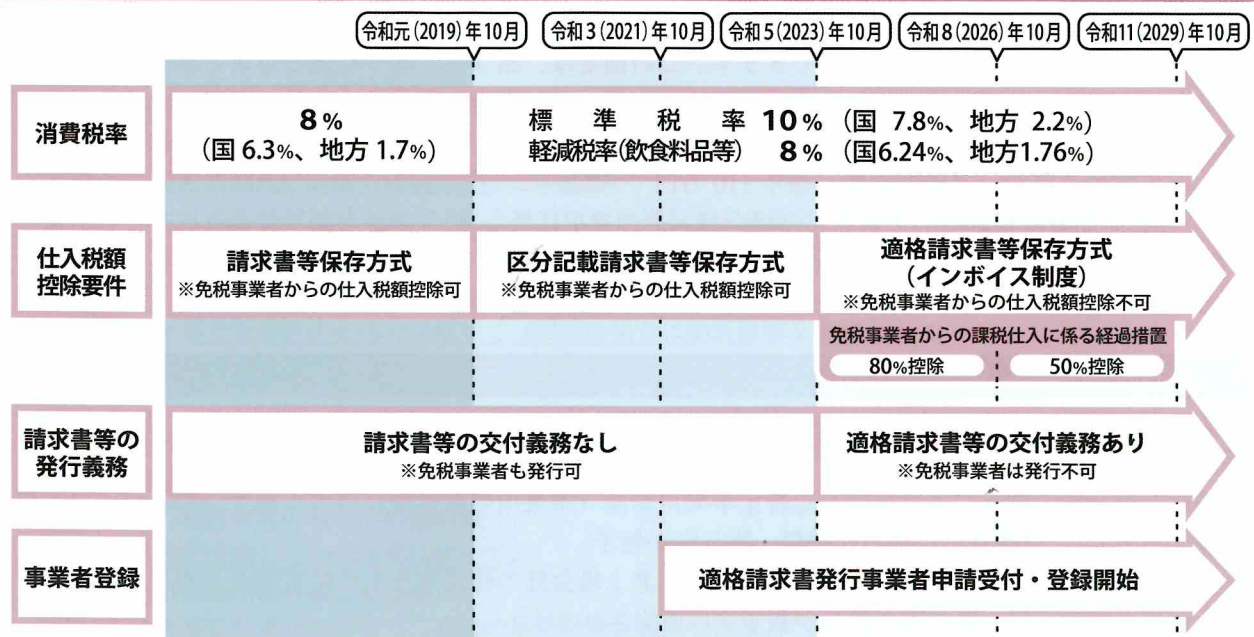 令和元(2019)年10月
令和3(2021)年10月
令和5(2023)年10月
令和8(2026)年10月
令和11(2029)年10月
消費税率
8%
(国 6.3%、地方 1.7%)
標準税率 10% (国 7.8%、地方 2.2%)
軽減税率(飲食料品等) 8% (国6.24%、地方1.76%)
仕入税額
控除要件
請求書等保存方式
※免税事業者からの仕入税額控除可
区分記載請求書等保存方式
※免税事業者からの仕入税額控除可
適格請求書等保存方式
(インボイス制度)
※免税事業者からの仕入税額控除不可
免税事業者からの課税仕入に係る経過措置
80%控除
50%控除
請求書等の
発行義務
請求書等の交付義務なし
※免税事業者も発行可
適格請求書等の交付義務あり
※免税事業者は発行不可
事業者登録
適格請求書発行事業者申請受付・登録開始